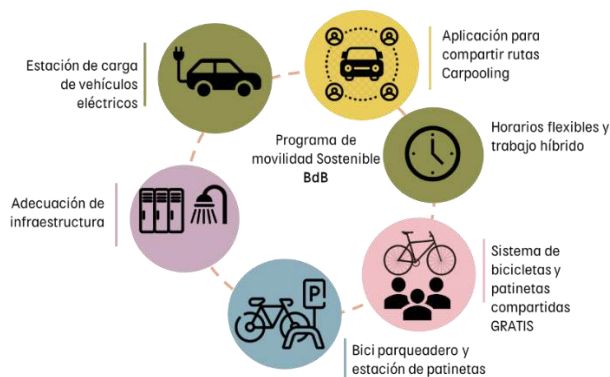 Estación de carga
de vehículos
eléctricos
Aplicación para
compartir rutas
Carpooling
Programa de
movilidad Sostenible
BdB
Horarios flexibles y
trabajo híbrido
Adecuación de
infraestructura
Sistema de
bicicletas y
patinetas
compartidas
GRATIS
P
Bici parqueadero y
estación de patinetas